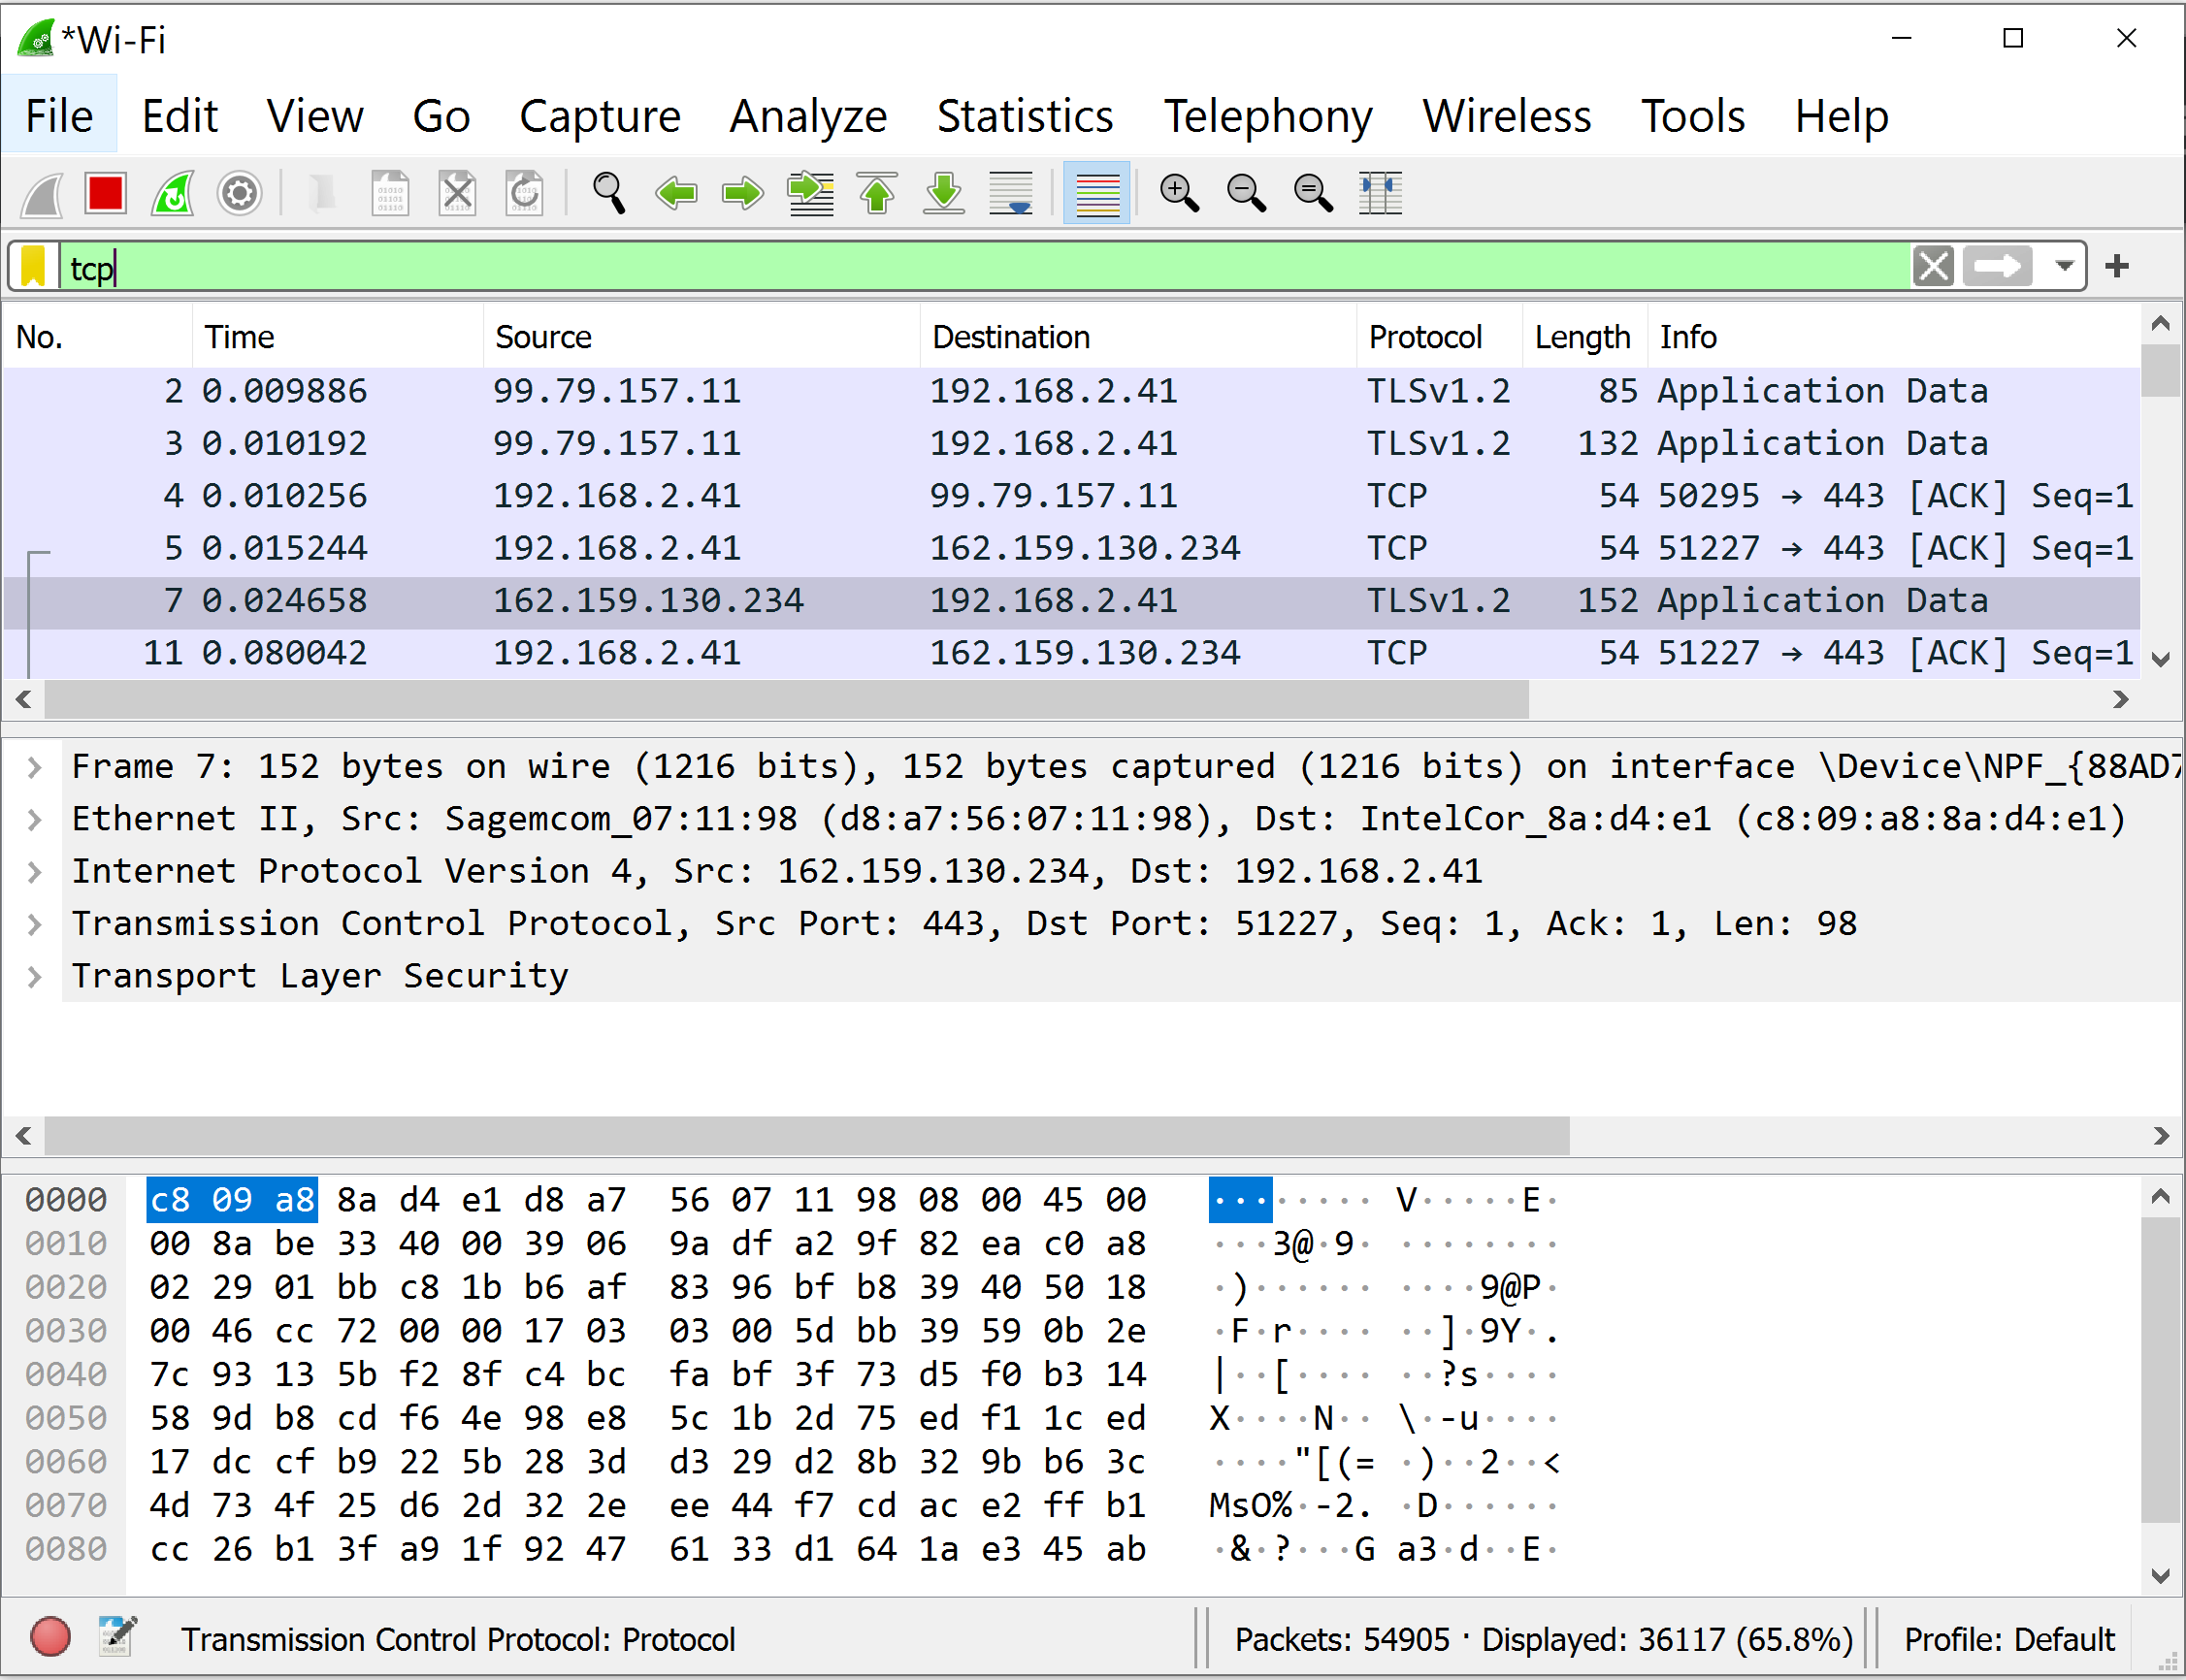 *Wi-Fi
File Edit View Go Capture Analyze Statistics Telephony Wireless Tools Help
tcp
No. Time Source Destination Protocol Length Info
2 0.009886 99.79.157.11 192.168.2.41 TLSv1.2 85 Application Data
3 0.010192 99.79.157.11 192.168.2.41 TLSv1.2 132 Application Data
4 0.010256 192.168.2.41 99.79.157.11 TCP 54 50295 → 443 [ACK] Seq=1
5 0.015244 192.168.2.41 162.159.130.234 TCP 54 51227 → 443 [ACK] Seq=1
7 0.024658 162.159.130.234 192.168.2.41 TLSv1.2 152 Application Data
11 0.080042 192.168.2.41 162.159.130.234 TCP 54 51227 → 443 [ACK] Seq=1
Frame 7: 152 bytes on wire (1216 bits), 152 bytes captured (1216 bits) on interface \Device\NPF_{88AD7
Ethernet II, Src: Sagemcom_07:11:98 (d8:a7:56:07:11:98), Dst: IntelCor_8a:d4:e1 (c8:09:a8:8a:d4:e1)
Internet Protocol Version 4, Src: 162.159.130.234, Dst: 192.168.2.41
Transmission Control Protocol, Src Port: 443, Dst Port: 51227, Seq: 1, Ack: 1, Len: 98
Transport Layer Security
0000 c8 09 a8 8a d4 e1 d8 a7 56 07 11 98 08 00 45 00 ········ V·····E·
0010 00 8a be 33 40 00 39 06 9a df a2 9f 82 ea c0 a8 ···3@·9· ········
0020 02 29 01 bb c8 1b b6 af 83 96 bf b8 39 40 50 18 ·)······ ····9@P·
0030 00 46 cc 72 00 00 17 03 03 00 5d bb 39 59 0b 2e ·F·r···· ··]·9Y·.
0040 7c 93 13 5b f2 8f c4 bc fa bf 3f 73 d5 f0 b3 14 |··[···· ··?s····
0050 58 9d b8 cd f6 4e 98 e8 5c 1b 2d 75 ed f1 1c ed X····N·· \·-u····
0060 17 dc cf b9 22 5b 28 3d d3 29 d2 8b 32 9b b6 3c ····"[(= ·)··2··<
0070 4d 73 4f 25 d6 2d 32 2e ee 44 f7 cd ac e2 ff b1 MsO%·-2. ·D······
0080 cc 26 b1 3f a9 1f 92 47 61 33 d1 64 1a e3 45 ab ·&·?···G a3·d··E·
Transmission Control Protocol: Protocol Packets: 54905 · Displayed: 36117 (65.8%) Profile: Default